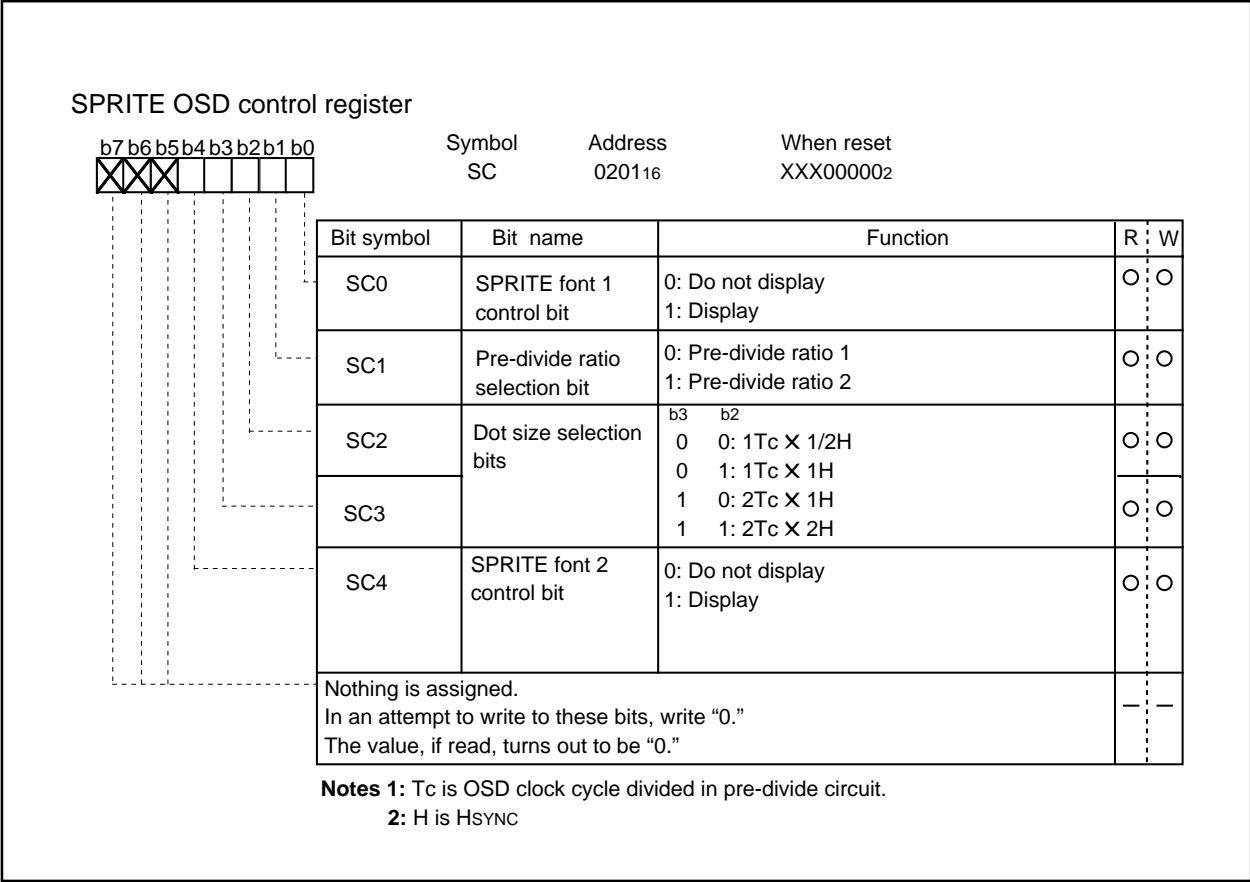 SPRITE OSD control register
b7 b6 b5 b4 b3 b2 b1 b0
Symbol Address When reset
SC 020116 XXX000002
Bit symbol Bit name Function R W
SC0 SPRITE font 1 control bit 0: Do not display
1: Display
SC1 Pre-divide ratio selection bit 0: Pre-divide ratio 1
1: Pre-divide ratio 2
SC2 Dot size selection bits b3 b2
0 0: 1Tc X 1/2H
0 1: 1Tc X 1H
SC3 1 0: 2Tc X 1H
1 1: 2Tc X 2H
SC4 SPRITE font 2 control bit 0: Do not display
1: Display
Nothing is assigned.
In an attempt to write to these bits, write “0.”
The value, if read, turns out to be “0.”
Notes 1: Tc is OSD clock cycle divided in pre-divide circuit.
2: H is HSYNC